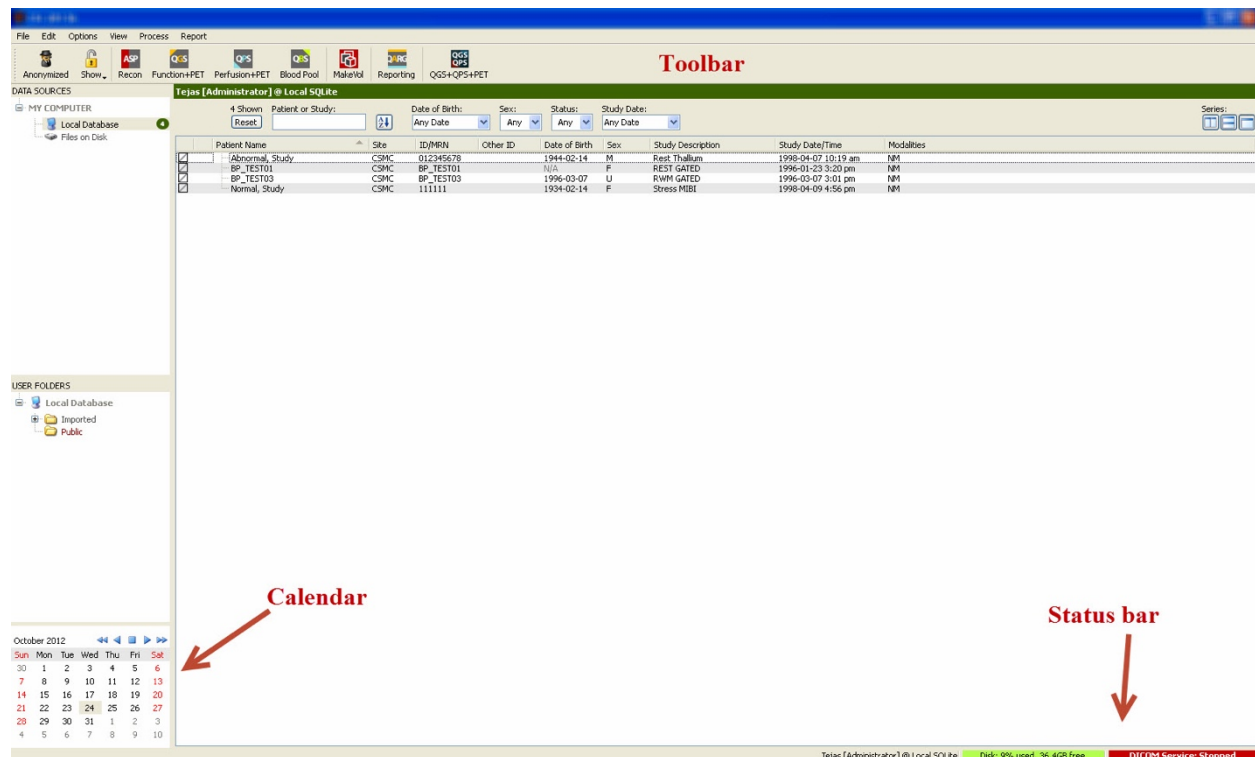 File Edit Options View Process Report
ASP QGS QPS QBS QARG QGS
QPS
Anonymized Show Recon Function+PET Perfusion+PET Blood Pool MakeVol Reporting QGS+QPS+PET
Toolbar
DATA SOURCES
MY COMPUTER
Local Database 4
Files on Disk
Tejas [Administrator] @ Local SQLite
4 Shown Patient or Study: Date of Birth: Sex: Status: Study Date: Series:
Reset Any Date Any Any Any Date
Patient Name Site ID/MRN Other ID Date of Birth Sex Study Description Study Date/Time Modalities
Abnormal, Study CSMC 012345678 1944-02-14 M Rest Thallium 1998-04-07 10:19 am NM
BP_TEST01 CSMC BP_TEST01 N/A F REST GATED 1996-01-23 3:20 pm NM
BP_TEST03 CSMC BP_TEST03 1996-03-07 U RWM GATED 1996-03-07 3:01 pm NM
Normal, Study CSMC 111111 1934-02-14 F Stress MIBI 1998-04-09 4:56 pm NM
USER FOLDERS
Local Database
Imported
Public
Calendar
Status bar
October 2012
Sun Mon Tue Wed Thu Fri Sat
30 1 2 3 4 5 6
7 8 9 10 11 12 13
14 15 16 17 18 19 20
21 22 23 24 25 26 27
28 29 30 31 1 2 3
4 5 6 7 8 9 10
Tejas [Administrator] @ Local SQLite Disk: 9% used, 36.4GB free DICOM Service: Stopped